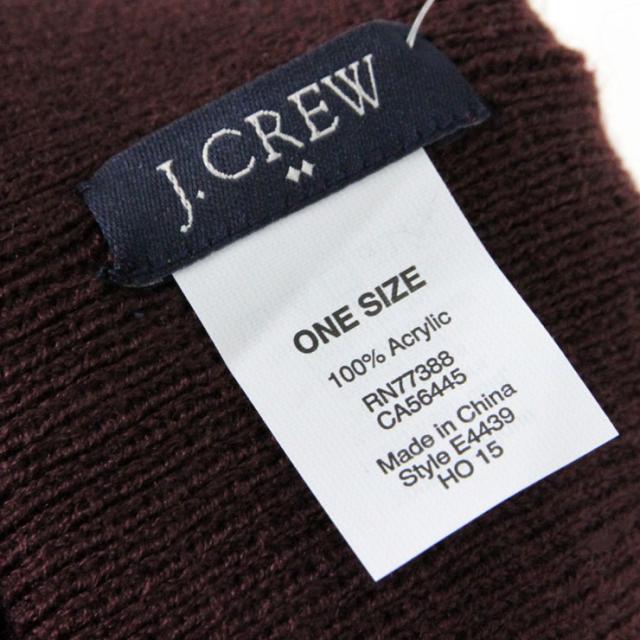 J.CREW
ONE SIZE
100% Acrylic
RN77388
CA56445
Made in China
Style E4439
HO 15